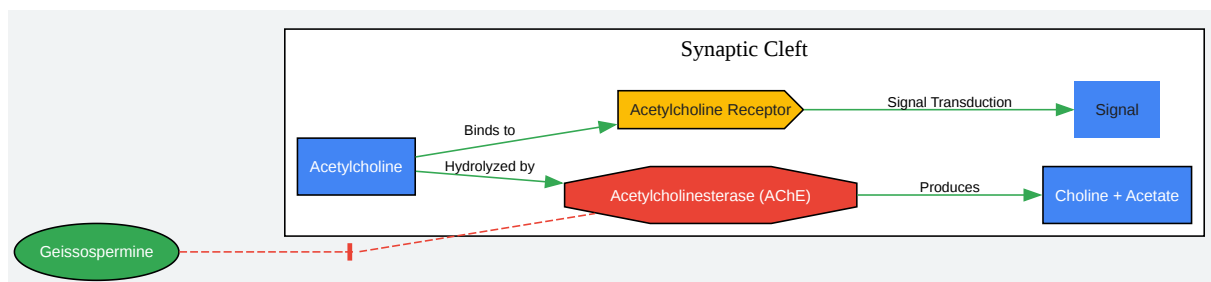 Synaptic Cleft
Acetylcholine Receptor
Signal Transduction
Signal
Binds to
Acetylcholine
Hydrolyzed by
Acetylcholinesterase (AChE)
Produces
Choline + Acetate
Geissospermine